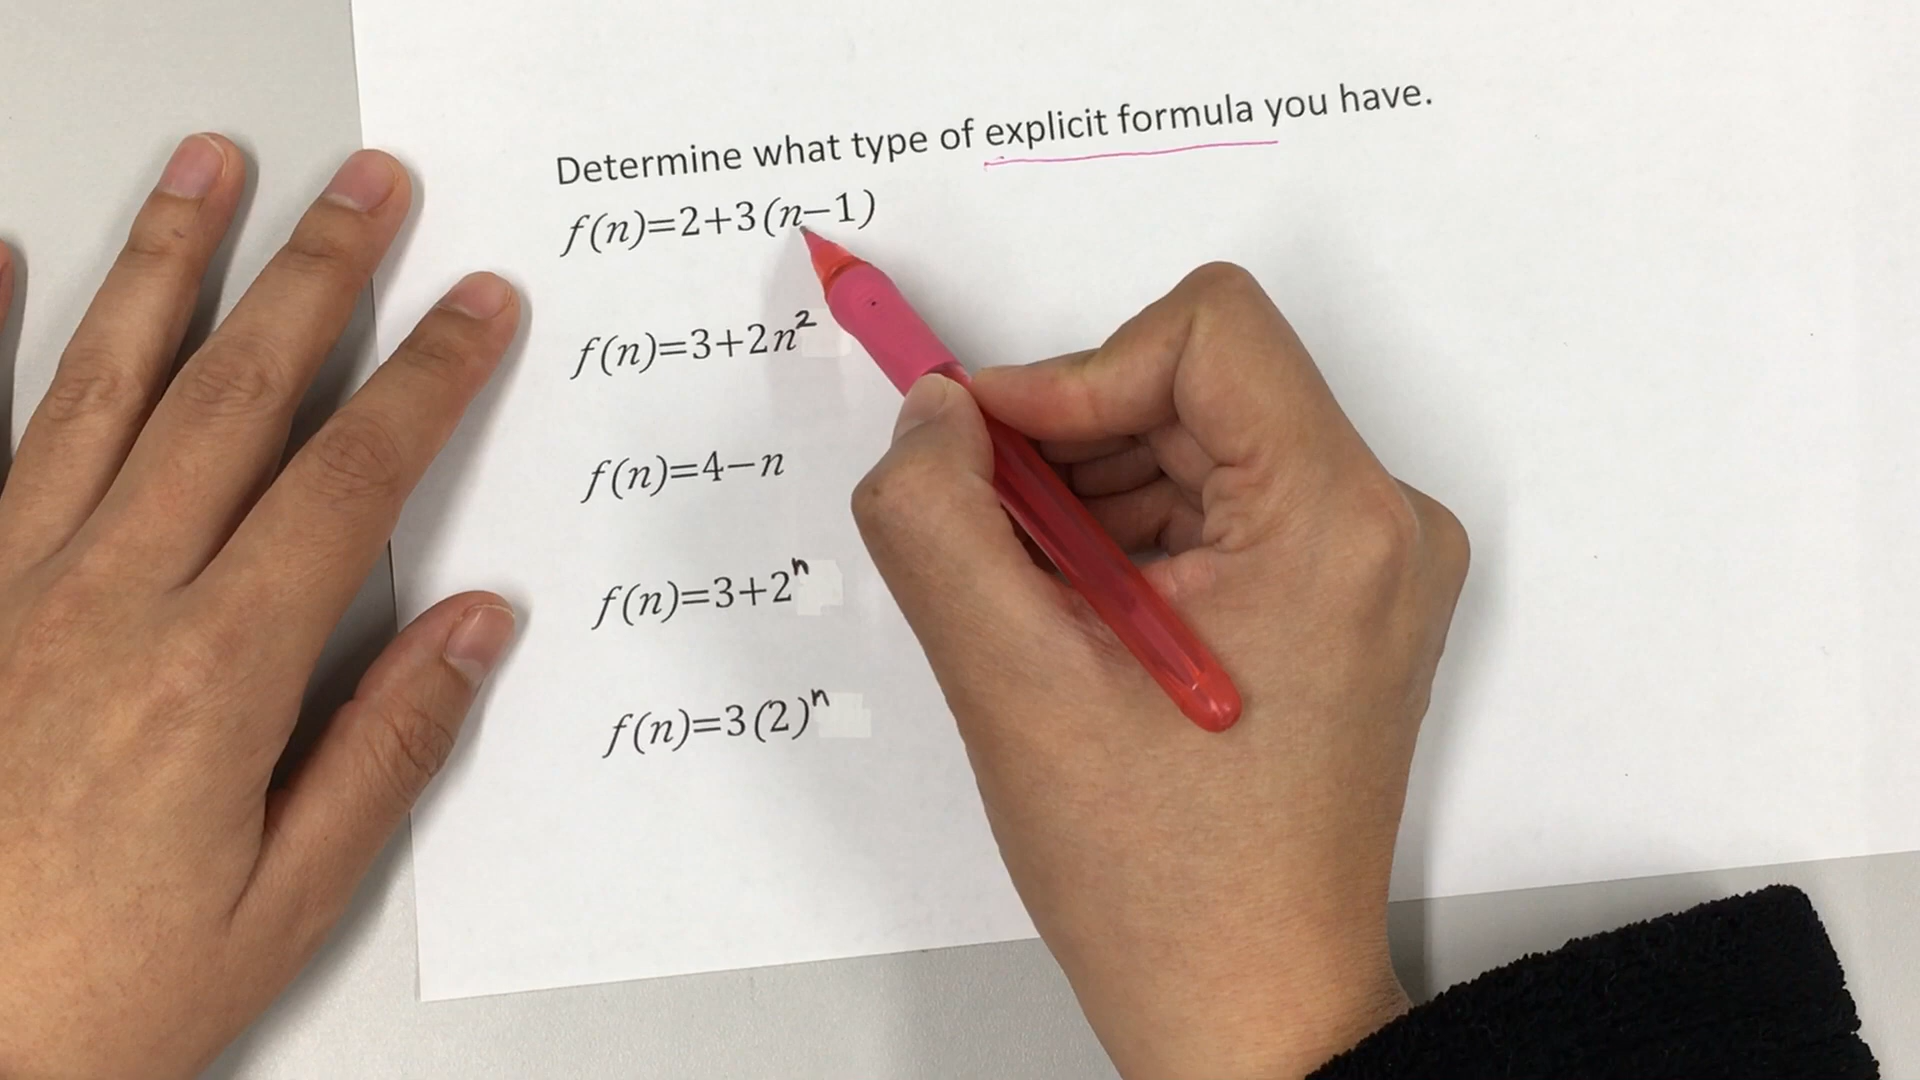 Determine what type of explicit formula you have.
f(n)=2+3(n−1)
f(n)=3+2n²
f(n)=4−n
f(n)=3+2ⁿ
f(n)=3(2)ⁿ